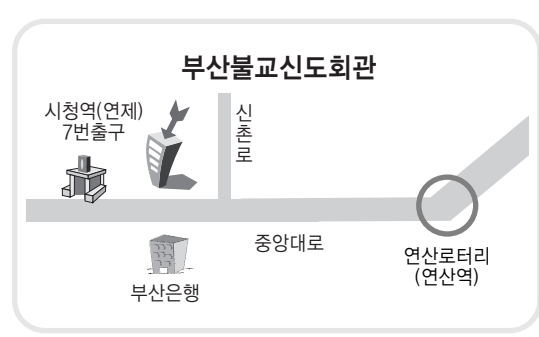 부산불교신도회관
시청역(연제)
7번출구
신촌로
중앙대로
연산로터리
(연산역)
부산은행